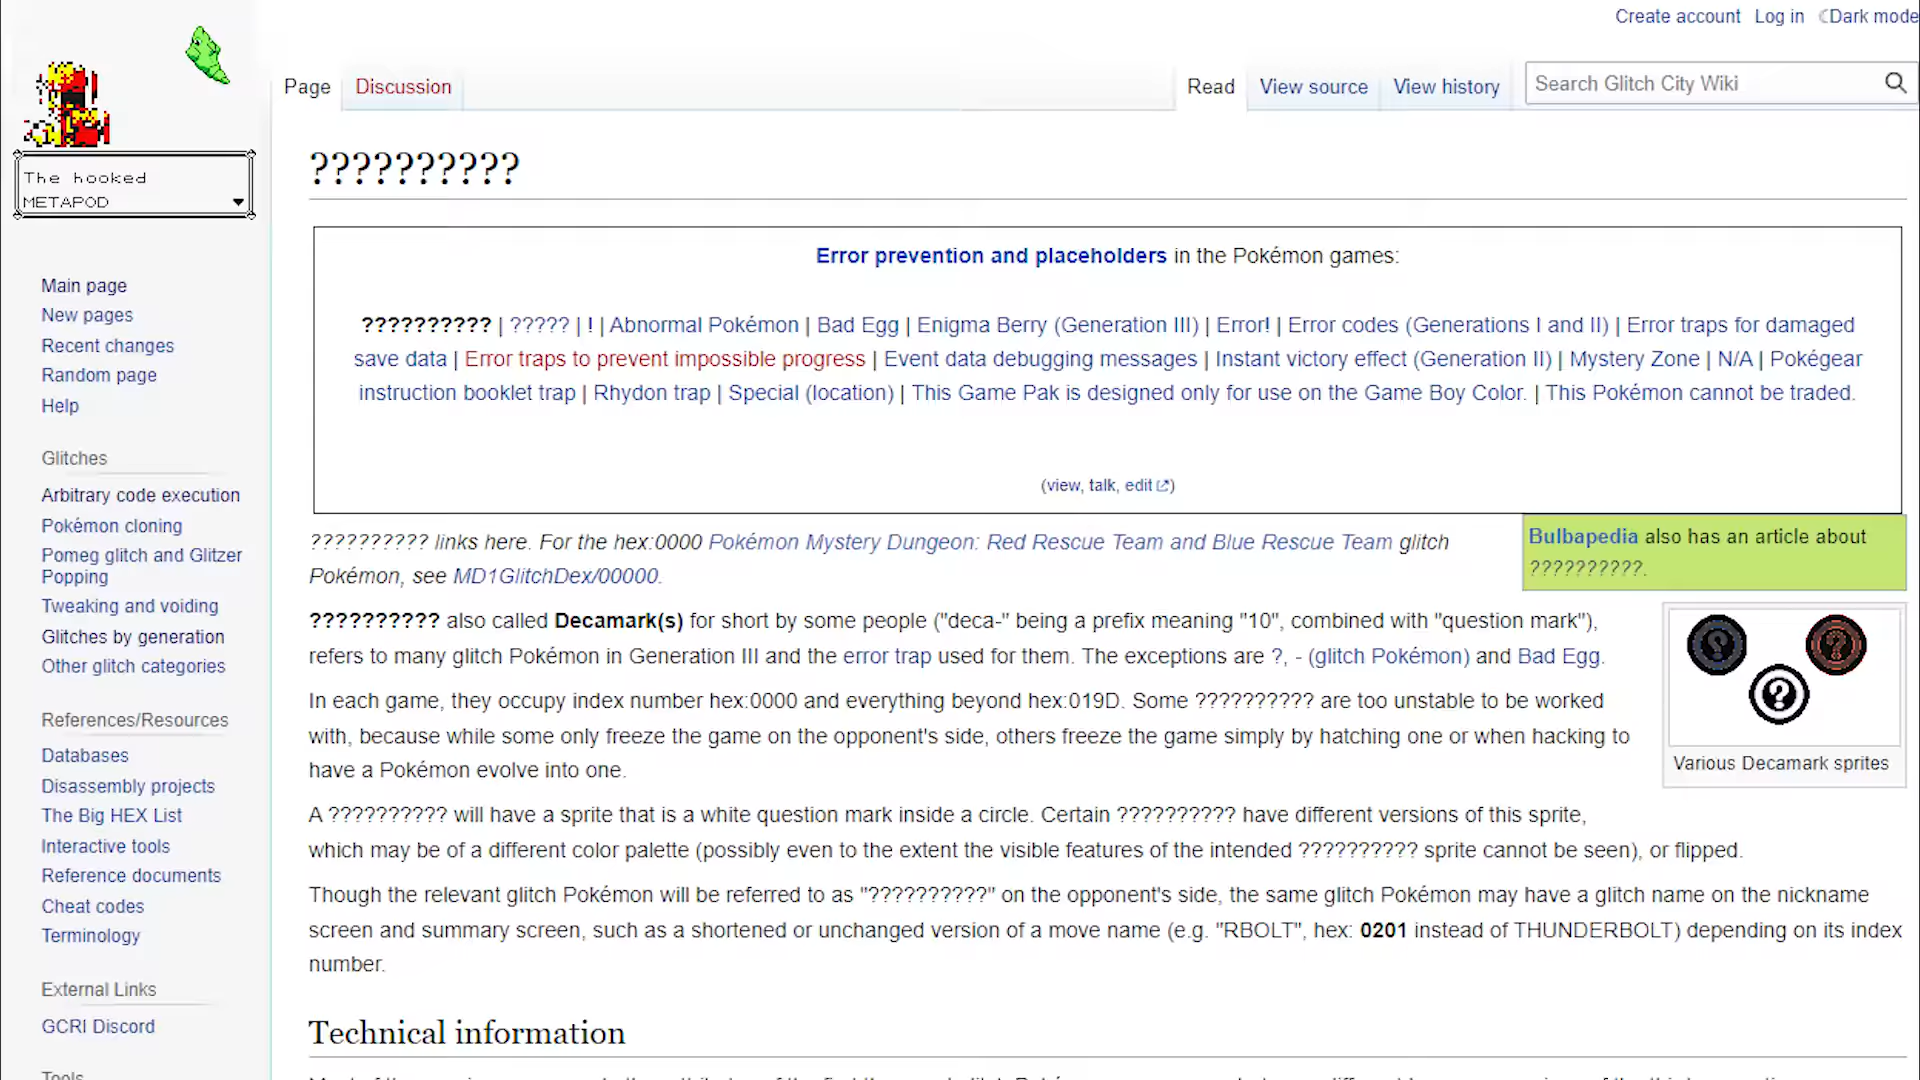 Create account Log in Dark mode
Page Discussion Read View source View history Search Glitch City Wiki
The hooked
METAPOD
Main page
New pages
Recent changes
Random page
Help
Glitches
Arbitrary code execution
Pokémon cloning
Pomeg glitch and Glitzer
Popping
Tweaking and voiding
Glitches by generation
Other glitch categories
References/Resources
Databases
Disassembly projects
The Big HEX List
Interactive tools
Reference documents
Cheat codes
Terminology
External Links
GCRI Discord
Tools
??????????
Error prevention and placeholders in the Pokémon games:
?????????? | ????? | ! | Abnormal Pokémon | Bad Egg | Enigma Berry (Generation III) | Error! | Error codes (Generations I and II) | Error traps for damaged
save data | Error traps to prevent impossible progress | Event data debugging messages | Instant victory effect (Generation II) | Mystery Zone | N/A | Pokégear
instruction booklet trap | Rhydon trap | Special (location) | This Game Pak is designed only for use on the Game Boy Color. | This Pokémon cannot be traded.
(view, talk, edit)
?????????? links here. For the hex:0000 Pokémon Mystery Dungeon: Red Rescue Team and Blue Rescue Team glitch
Pokémon, see MD1GlitchDex/00000.
Bulbapedia also has an article about
??????????.
?????????? also called Decamark(s) for short by some people ("deca-" being a prefix meaning "10", combined with "question mark"),
refers to many glitch Pokémon in Generation III and the error trap used for them. The exceptions are ?, - (glitch Pokémon) and Bad Egg.
In each game, they occupy index number hex:0000 and everything beyond hex:019D. Some ?????????? are too unstable to be worked
with, because while some only freeze the game on the opponent's side, others freeze the game simply by hatching one or when hacking to
have a Pokémon evolve into one.
? ? ?
Various Decamark sprites
A ?????????? will have a sprite that is a white question mark inside a circle. Certain ?????????? have different versions of this sprite,
which may be of a different color palette (possibly even to the extent the visible features of the intended ?????????? sprite cannot be seen), or flipped.
Though the relevant glitch Pokémon will be referred to as "??????????" on the opponent's side, the same glitch Pokémon may have a glitch name on the nickname
screen and summary screen, such as a shortened or unchanged version of a move name (e.g. "RBOLT", hex: 0201 instead of THUNDERBOLT) depending on its index
number.
Technical information